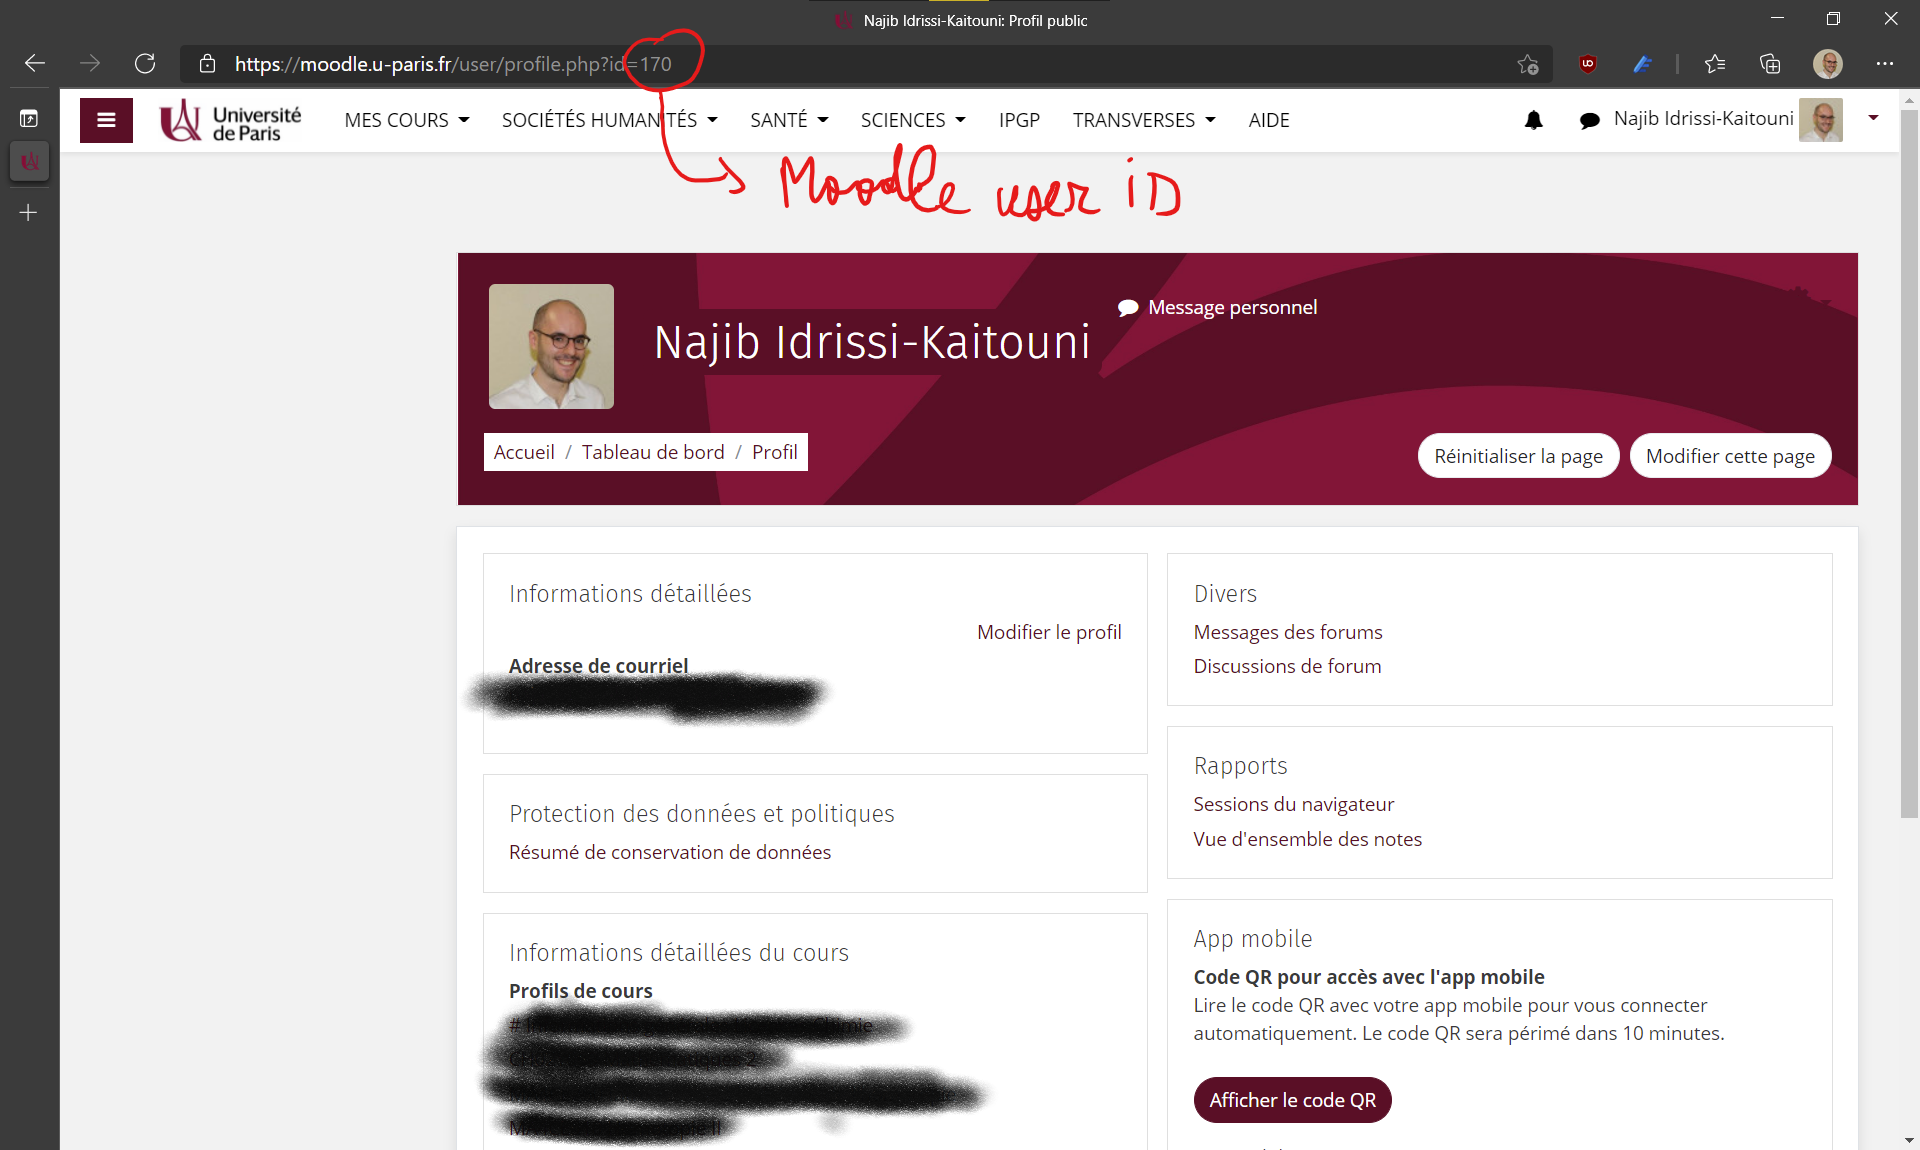 Najib Idrissi-Kaitouni: Profil public
https://moodle.u-paris.fr/user/profile.php?id=170
Université de Paris
MES COURS
SOCIÉTÉS HUMANITÉS
SANTÉ
SCIENCES
IPGP
TRANSVERSES
AIDE
Najib Idrissi-Kaitouni
Moodle user ID
Message personnel
Najib Idrissi-Kaitouni
Accueil / Tableau de bord / Profil
Réinitialiser la page
Modifier cette page
Informations détaillées
Modifier le profil
Adresse de courriel
Protection des données et politiques
Résumé de conservation de données
Informations détaillées du cours
Profils de cours
Divers
Messages des forums
Discussions de forum
Rapports
Sessions du navigateur
Vue d'ensemble des notes
App mobile
Code QR pour accès avec l'app mobile
Lire le code QR avec votre app mobile pour vous connecter
automatiquement. Le code QR sera périmé dans 10 minutes.
Afficher le code QR